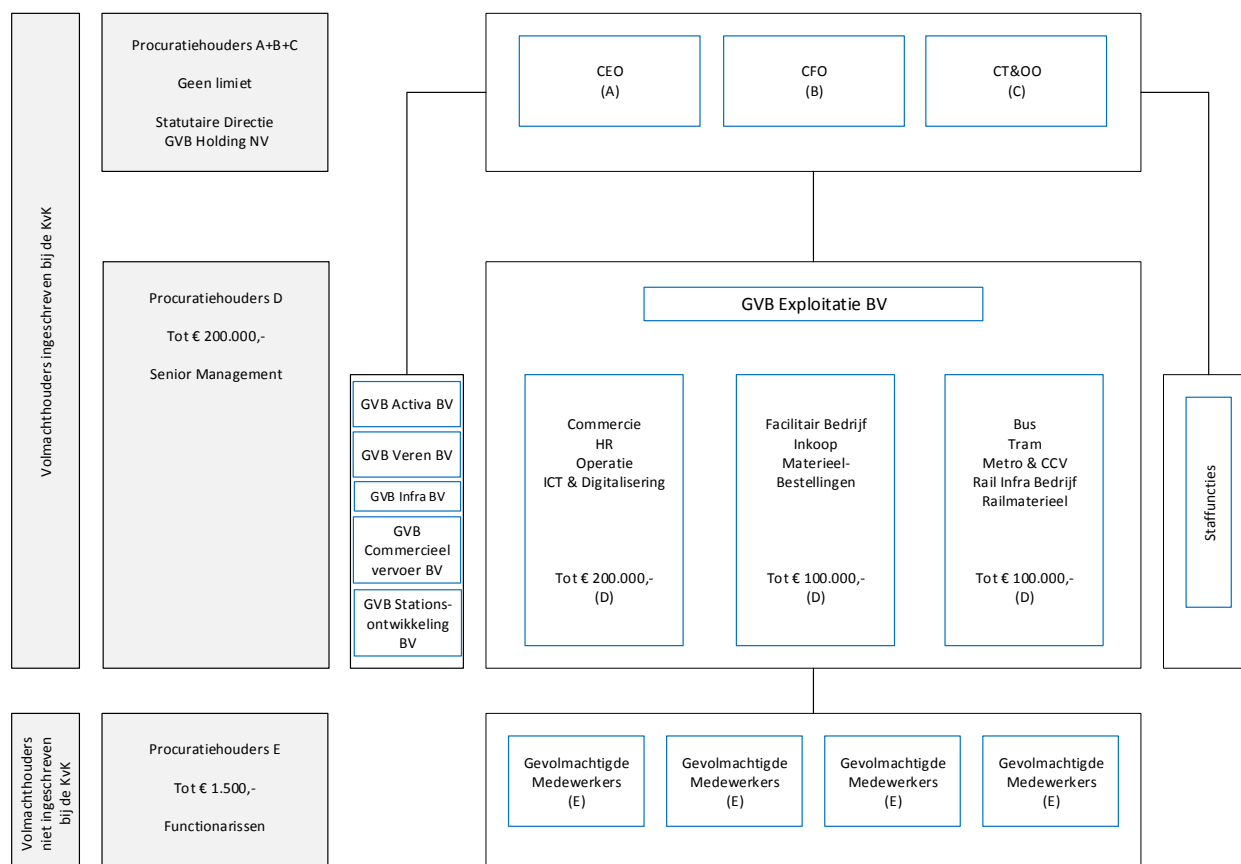 Volmachthouders ingeschreven bij de KvK
Procuratiehouders A+B+C
Geen limiet
Statutaire Directie
GVB Holding NV
CEO
(A)
CFO
(B)
CT&OO
(C)
Procuratiehouders D
Tot € 200.000,-
Senior Management
GVB Activa BV
GVB Veren BV
GVB Infra BV
GVB
Commercieel
vervoer BV
GVB Stations-
ontwikkeling
BV
GVB Exploitatie BV
Commercie
HR
Operatie
ICT & Digitalisering
Tot € 200.000,-
(D)
Facilitair Bedrijf
Inkoop
Materieel-
Bestellingen
Tot € 100.000,-
(D)
Bus
Tram
Metro & CCV
Rail Infra Bedrijf
Railmaterieel
Tot € 100.000,-
(D)
Staffuncties
Volmachthouders
niet ingeschreven
bij de KvK
Procuratiehouders E
Tot € 1.500,-
Functionarissen
Gevolmachtigde
Medewerkers
(E)
Gevolmachtigde
Medewerkers
(E)
Gevolmachtigde
Medewerkers
(E)
Gevolmachtigde
Medewerkers
(E)